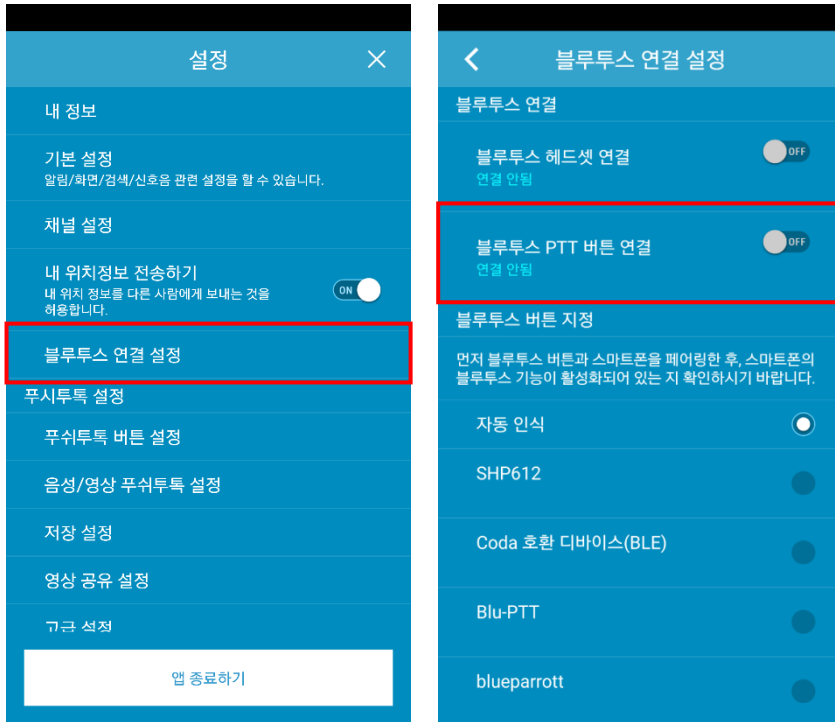 설정
내 정보
기본 설정
알림/화면/검색/신호음 관련 설정을 할 수 있습니다.
채널 설정
내 위치정보 전송하기
내 위치 정보를 다른 사람에게 보내는 것을
허용합니다.
ON
블루투스 연결 설정
푸시투톡 설정
푸쉬투톡 버튼 설정
음성/영상 푸쉬투톡 설정
저장 설정
영상 공유 설정
고급 설정
앱 종료하기
블루투스 연결 설정
블루투스 연결
블루투스 헤드셋 연결
연결 안됨
OFF
블루투스 PTT 버튼 연결
연결 안됨
OFF
블루투스 버튼 지정
먼저 블루투스 버튼과 스마트폰을 페어링한 후, 스마트폰의
블루투스 기능이 활성화되어 있는 지 확인하시기 바랍니다.
자동 인식
SHP612
Coda 호환 디바이스(BLE)
Blu-PTT
blueparrott